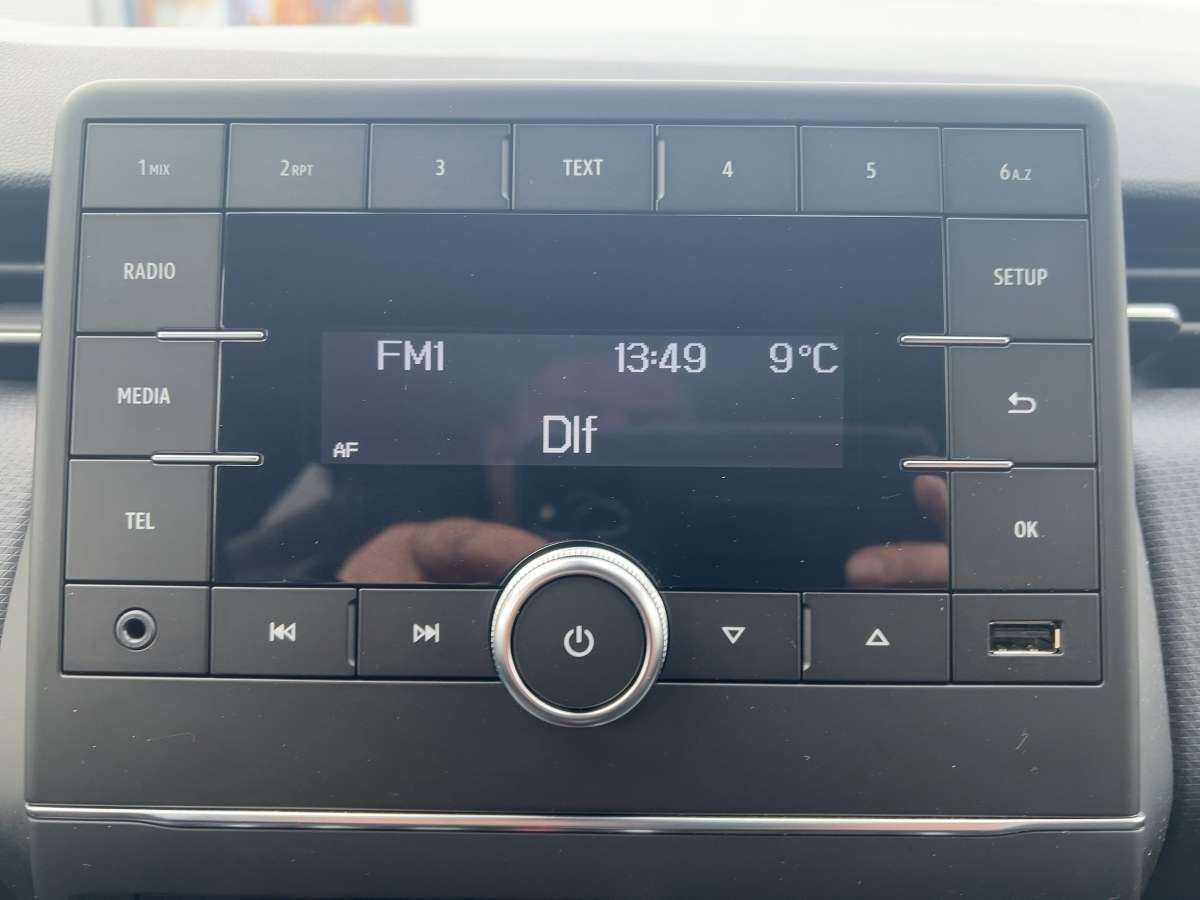 1MIX 2RPT 3 TEXT 4 5 6A..Z
RADIO SETUP
FM1 13:49 9°C
MEDIA
AF Dlf
TEL OK